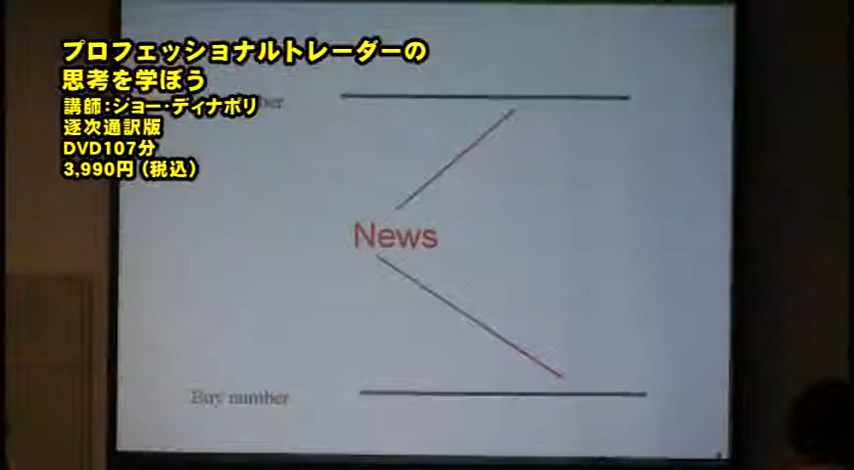 プロフェッショナルトレーダーの
思考を学ぼう
講師：ジョー・ディナポリ
逐次通訳版
DVD107分
3,990円（税込）
News
Buy number